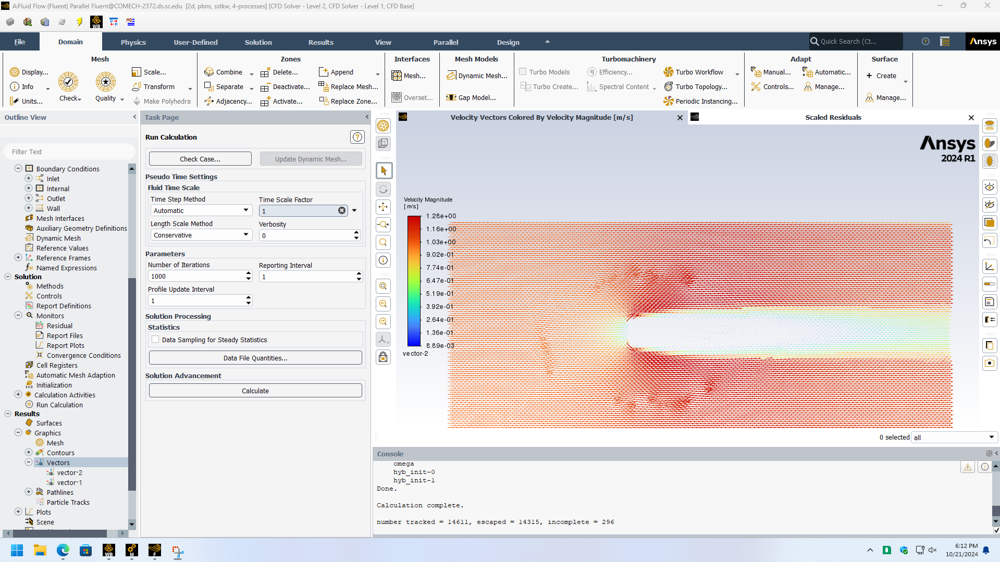 A:Fluid Flow (Fluent) Parallel Fluent@COMECH-2372.ds.sc.edu [2d, pbns, sstkw, 4-processes] [CFD Solver - Level 2, CFD Solver - Level 1, CFD Base]
WB
File
Domain
Physics
User-Defined
Solution
Results
View
Parallel
Design
Quick Search (Ct...
Ansys
Mesh
Display...
Info
Units...
Check
Quality
Scale...
Transform
Make Polyhedra
Zones
Combine
Separate
Adjacency...
Delete...
Deactivate...
Activate...
Append
Replace Mesh...
Replace Zone...
Interfaces
Mesh...
Overset...
Mesh Models
Dynamic Mesh...
Gap Model...
Turbomachinery
Turbo Models
Turbo Create...
Efficiency...
Spectral Content
Turbo Workflow
Turbo Topology...
Periodic Instancing...
Adapt
Manual...
Controls...
Automatic...
Manage...
Surface
Create
Manage...
Outline View
Filter Text
Boundary Conditions
Inlet
Internal
Outlet
Wall
Mesh Interfaces
Auxiliary Geometry Definitions
Dynamic Mesh
Reference Values
Reference Frames
Named Expressions
Solution
Methods
Controls
Report Definitions
Monitors
Residual
Report Files
Report Plots
Convergence Conditions
Cell Registers
Automatic Mesh Adaption
Initialization
Calculation Activities
Run Calculation
Results
Surfaces
Graphics
Mesh
Contours
Vectors
vector-2
vector-1
Pathlines
Particle Tracks
Plots
Scene
Task Page
Run Calculation
Check Case...
Update Dynamic Mesh...
Pseudo Time Settings
Fluid Time Scale
Time Step Method
Time Scale Factor
Automatic
1
Length Scale Method
Verbosity
Conservative
0
Parameters
Number of Iterations
Reporting Interval
1000
1
Profile Update Interval
1
Solution Processing
Statistics
Data Sampling for Steady Statistics
Data File Quantities...
Solution Advancement
Calculate
Velocity Vectors Colored By Velocity Magnitude [m/s]
Scaled Residuals
Ansys
2024 R1
Velocity Magnitude
[ m/s ]
1.28e+00
1.16e+00
1.03e+00
9.02e-01
7.74e-01
6.47e-01
5.19e-01
3.92e-01
2.64e-01
1.36e-01
8.89e-03
vector-2
0 selected
all
Console
omega
hyb_init-0
hyb_init-1
Done.
Calculation complete.
number tracked = 14611, escaped = 14315, incomplete = 296
WB
M
F
6:12 PM
10/21/2024